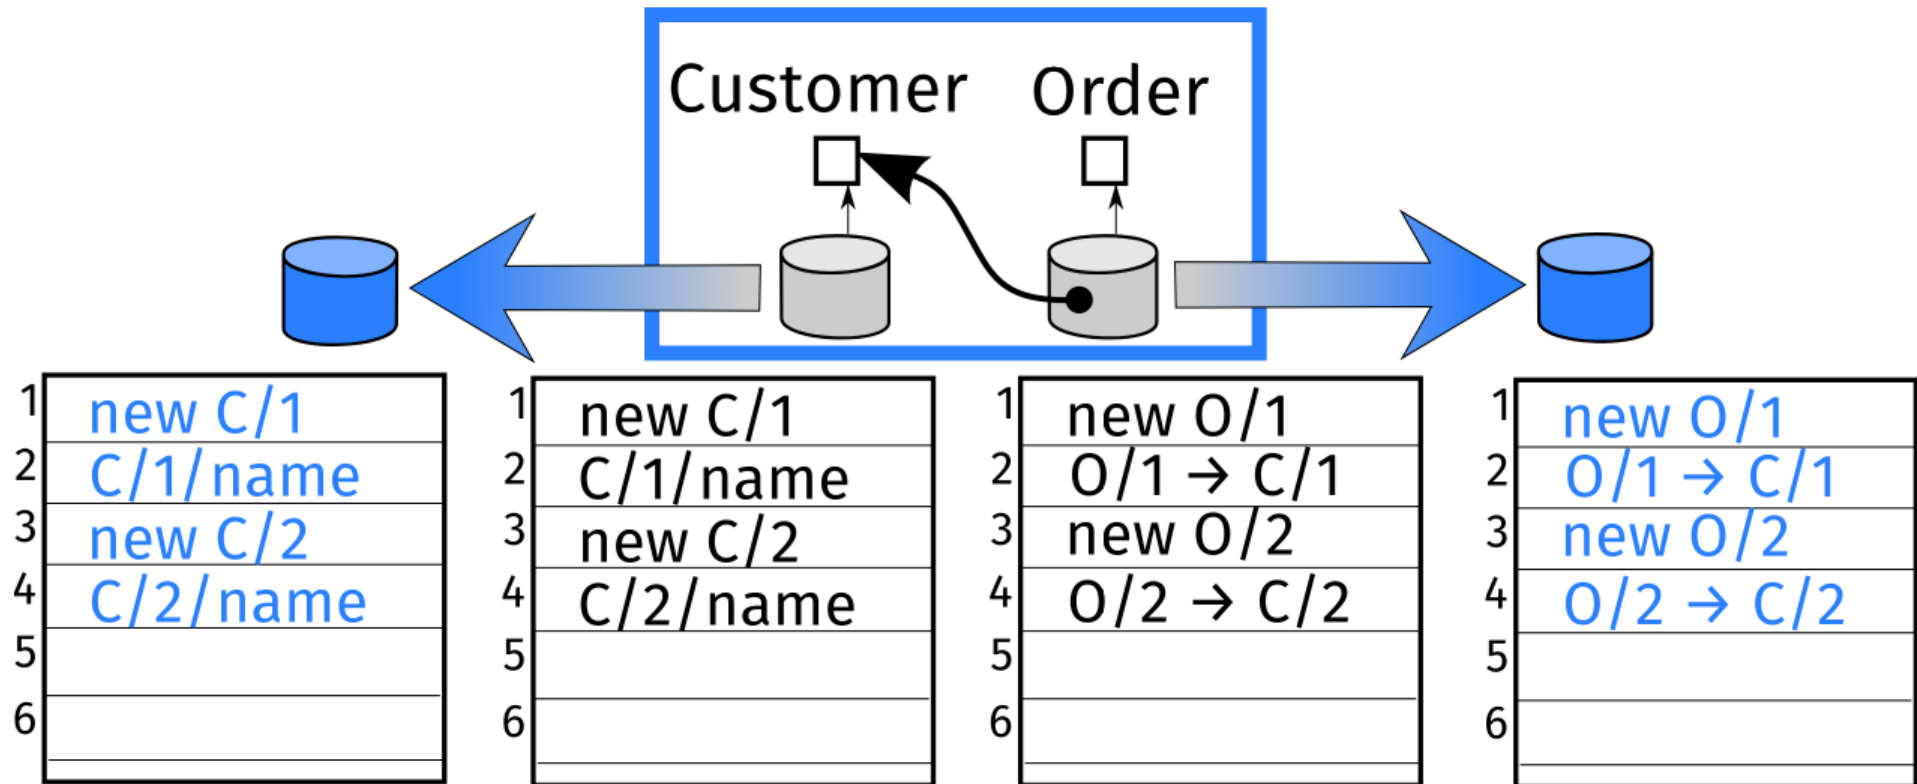 Customer
Order
1 new C/1
2 C/1/name
3 new C/2
4 C/2/name
5
6
1 new C/1
2 C/1/name
3 new C/2
4 C/2/name
5
6
1 new O/1
2 O/1 → C/1
3 new O/2
4 O/2 → C/2
5
6
1 new O/1
2 O/1 → C/1
3 new O/2
4 O/2 → C/2
5
6